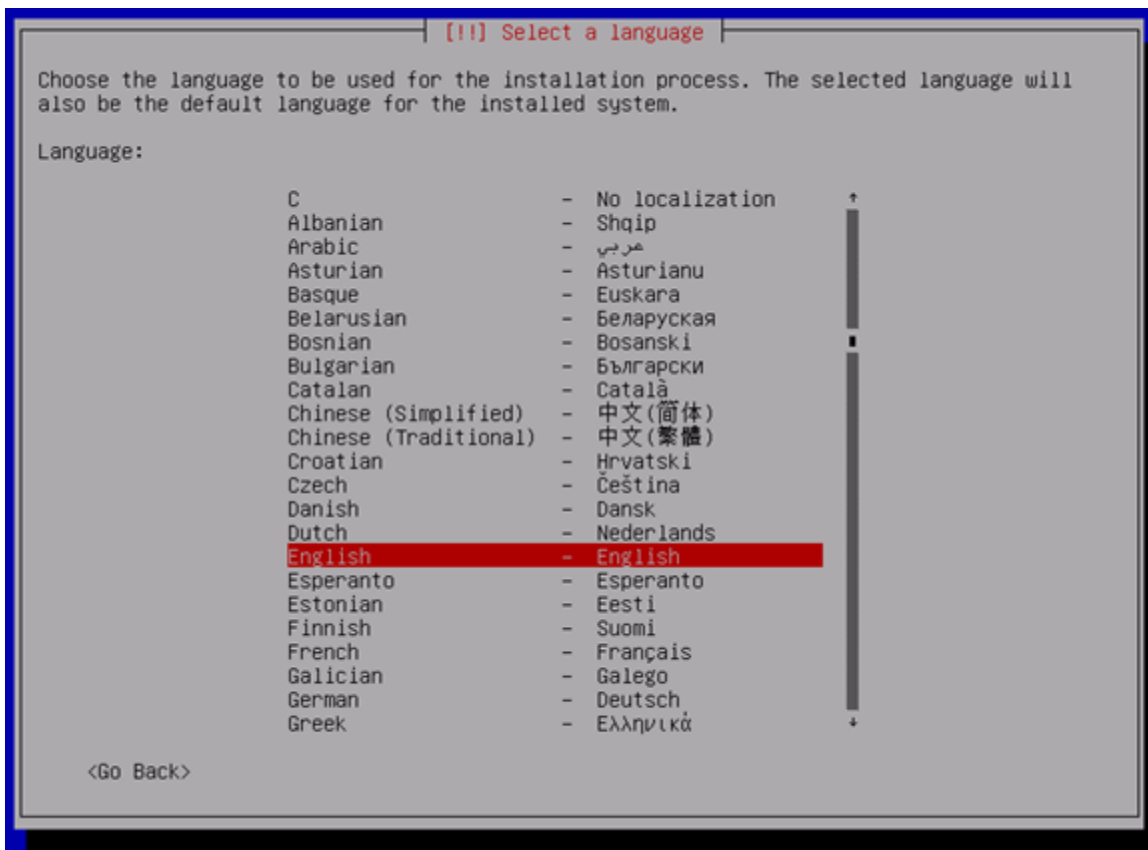 [!!] Select a language
Choose the language to be used for the installation process. The selected language will
also be the default language for the installed system.
Language:
C - No localization
Albanian - Shqip
Arabic - عربي
Asturian - Asturianu
Basque - Euskara
Belarusian - Беларуская
Bosnian - Bosanski
Bulgarian - Български
Catalan - Català
Chinese (Simplified) - 中文(简体)
Chinese (Traditional) - 中文(繁體)
Croatian - Hrvatski
Czech - Čeština
Danish - Dansk
Dutch - Nederlands
English - English
Esperanto - Esperanto
Estonian - Eesti
Finnish - Suomi
French - Français
Galician - Galego
German - Deutsch
Greek - Ελληνικά
<Go Back>